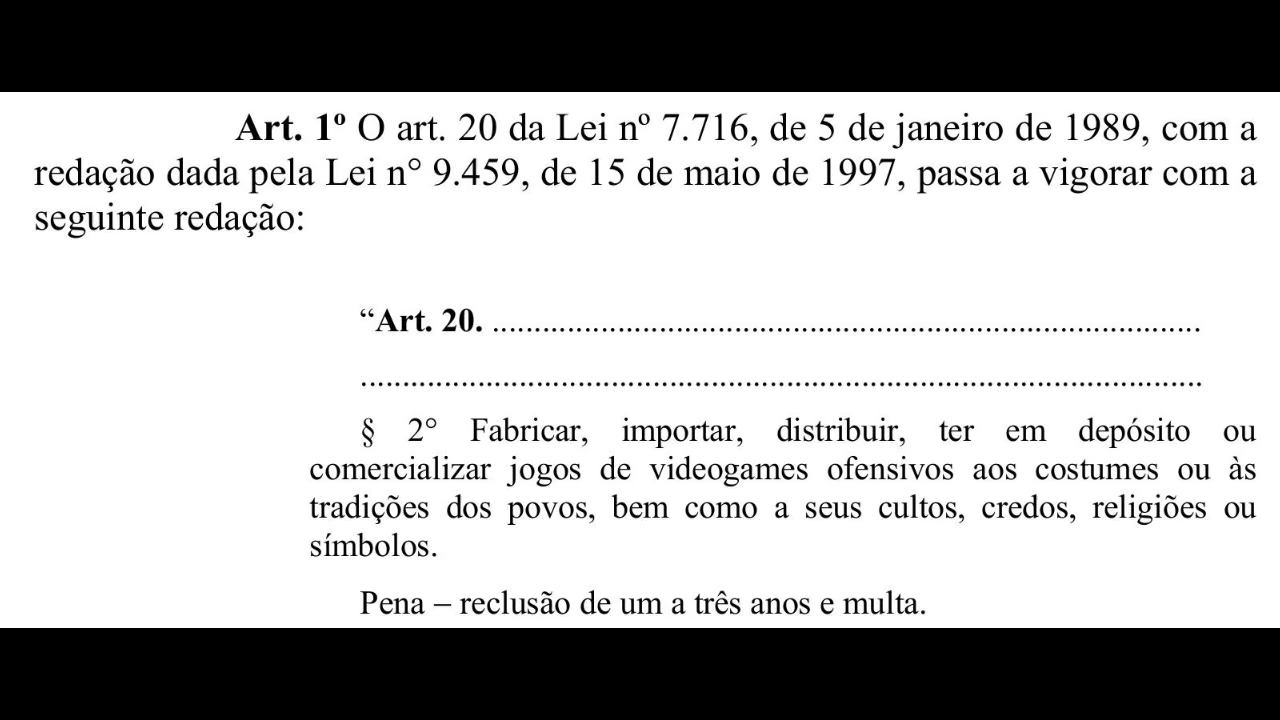 Art. 1º O art. 20 da Lei nº 7.716, de 5 de janeiro de 1989, com a
redação dada pela Lei n° 9.459, de 15 de maio de 1997, passa a vigorar com a
seguinte redação:
“Art. 20. .....................................................................................
.....................................................................................................
§ 2° Fabricar, importar, distribuir, ter em depósito ou
comercializar jogos de videogames ofensivos aos costumes ou às
tradições dos povos, bem como a seus cultos, credos, religiões ou
símbolos.
Pena – reclusão de um a três anos e multa.